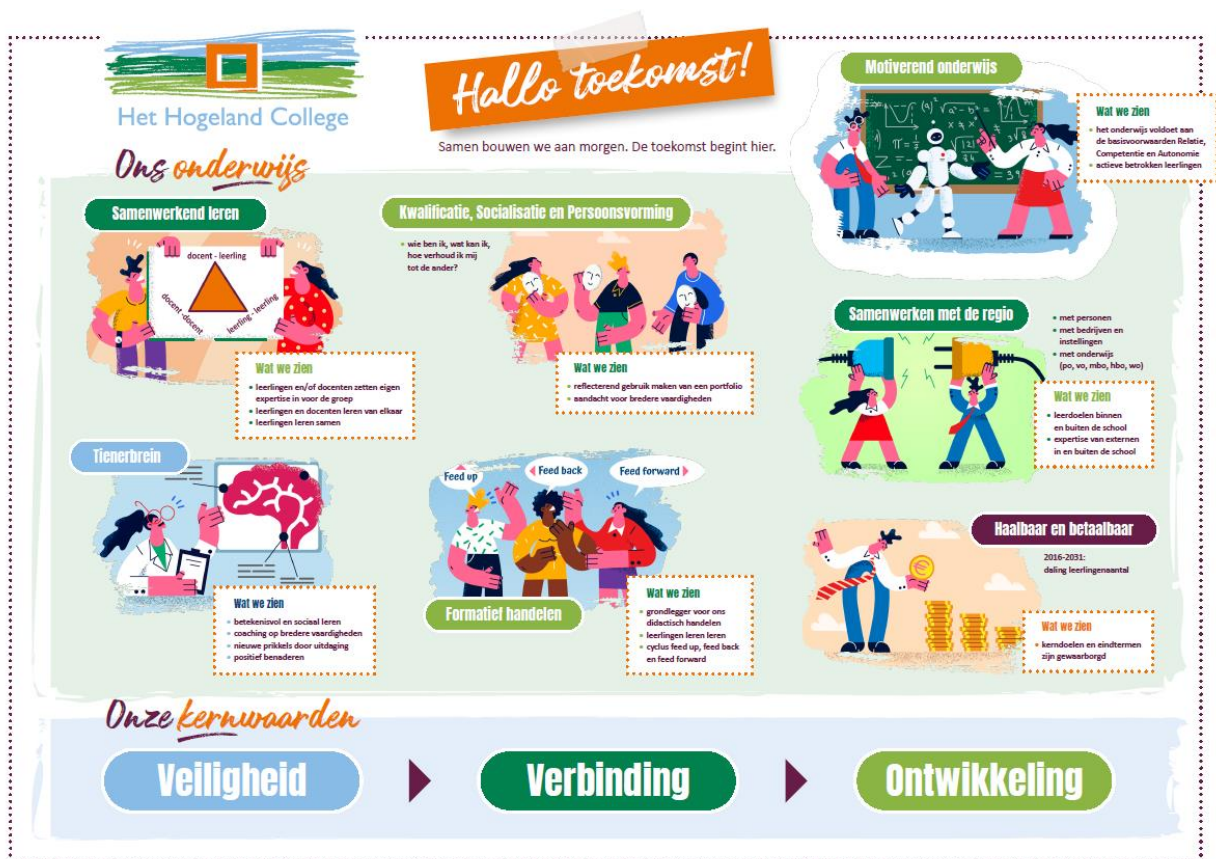 Het Hogeland College
Hallo toekomst!
Samen bouwen we aan morgen. De toekomst begint hier.
Ons onderwijs
Samenwerkend leren
docent - leerling
docent -docent
leerling - leerling
Wat we zien
• leerlingen en/of docenten zetten eigen
expertise in voor de groep
• leerlingen en docenten leren van elkaar
• leerlingen leren samen
Kwalificatie, Socialisatie en Persoonsvorming
• wie ben ik, wat kan ik,
hoe verhoud ik mij
tot de ander?
Wat we zien
• reflecterend gebruik maken van een portfolio
• aandacht voor bredere vaardigheden
Motiverend onderwijs
Wat we zien
• het onderwijs voldoet aan
de basisvoorwaarden Relatie,
Competentie en Autonomie
• actieve betrokken leerlingen
Samenwerken met de regio
• met personen
• met bedrijven en
instellingen
• met onderwijs
(po, vo, mbo, hbo, wo)
Wat we zien
• leerdoelen binnen
en buiten de school
• expertise van externen
in en buiten de school
Tienerbrein
Wat we zien
• betekenisvol en sociaal leren
• coaching op bredere vaardigheden
• nieuwe prikkels door uitdaging
• positief benaderen
Feed up
Feed back
Feed forward
Formatief handelen
Wat we zien
• grondlegger voor ons
didactisch handelen
• leerlingen leren leren
• cyclus feed up, feed back
en feed forward
Haalbaar en betaalbaar
2016-2031:
daling leerlingenaantal
€
Wat we zien
• kerndoelen en eindtermen
zijn gewaarborgd
Onze kernwaarden
Veiligheid
Verbinding
Ontwikkeling